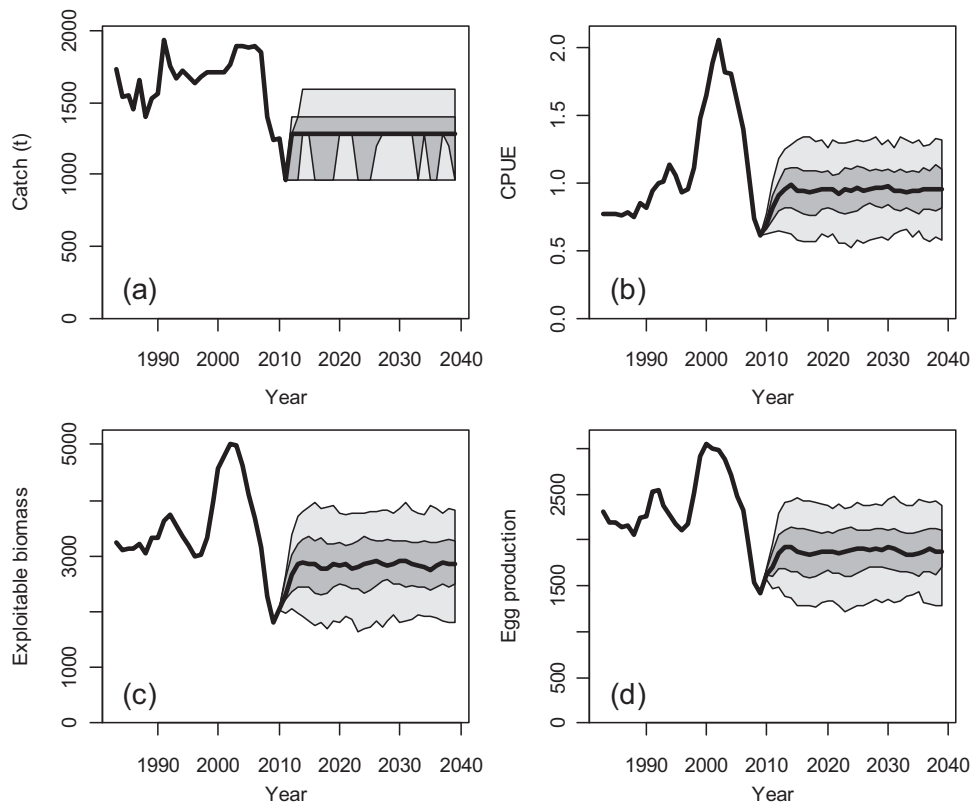 Catch (t)
0 500 1000 1500 2000
(a)
1990 2000 2010 2020 2030 2040
Year
CPUE
0.0 0.5 1.0 1.5 2.0
(b)
1990 2000 2010 2020 2030 2040
Year
Exploitable biomass
0 1000 3000 5000
(c)
1990 2000 2010 2020 2030 2040
Year
Egg production
0 500 1500 2500
(d)
1990 2000 2010 2020 2030 2040
Year